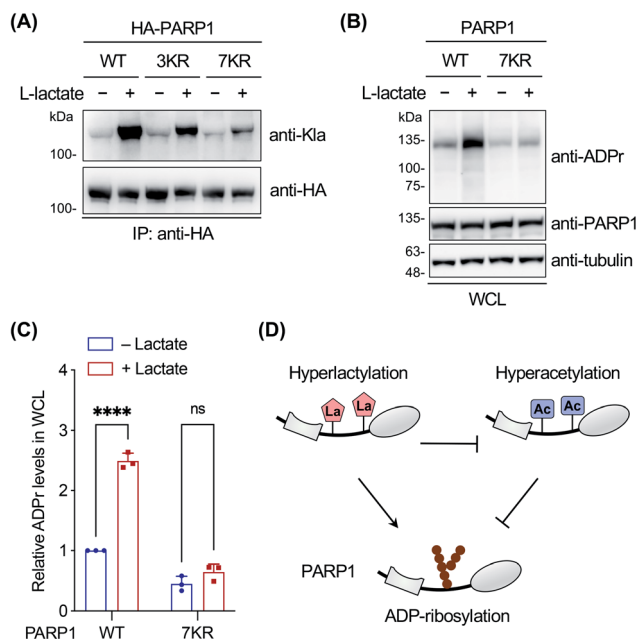 (A)
HA-PARP1
WT 3KR 7KR
L-lactate − + − + − +
kDa
anti-Kla
100-
anti-HA
100-
IP: anti-HA
(B)
PARP1
WT 7KR
L-lactate − + − +
kDa
135-
anti-ADPr
100-
75-
135-
anti-PARP1
63-
anti-tubulin
48-
WCL
(C)
− Lactate
+ Lactate
Relative ADPr levels in WCL
4
3
2
1
0
****
ns
PARP1 WT 7KR
(D)
Hyperlactylation
La La
Hyperacetylation
Ac Ac
PARP1
ADP-ribosylation